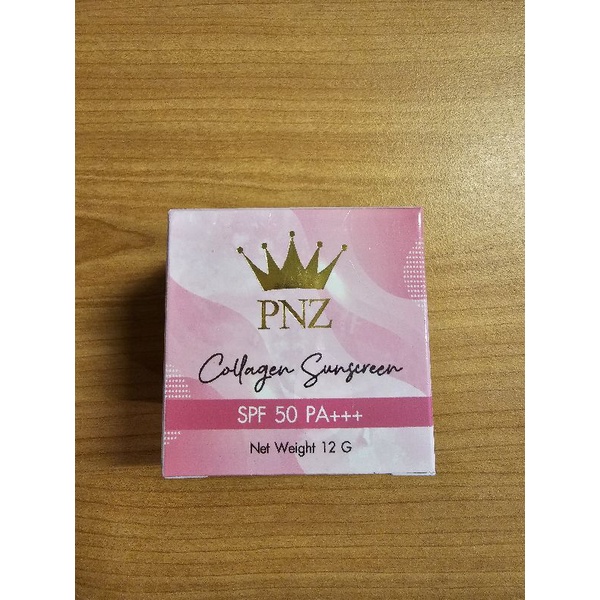 PNZ
Collagen Sunscreen
SPF 50 PA+++
Net Weight 12 G